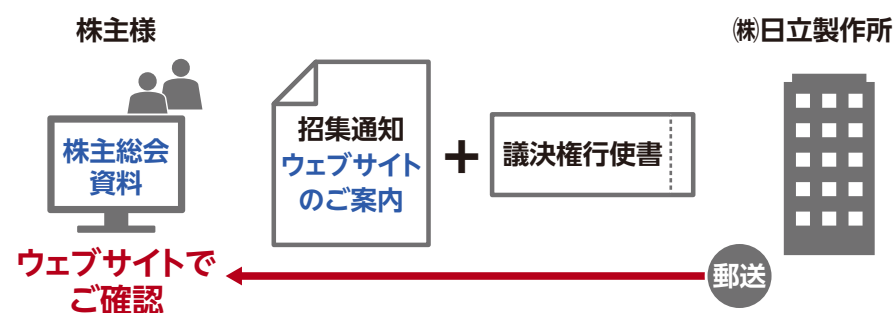 株主様
㈱日立製作所
株主総会
資料
招集通知
ウェブサイト
のご案内
+
議決権行使書
ウェブサイトで
ご確認
郵送